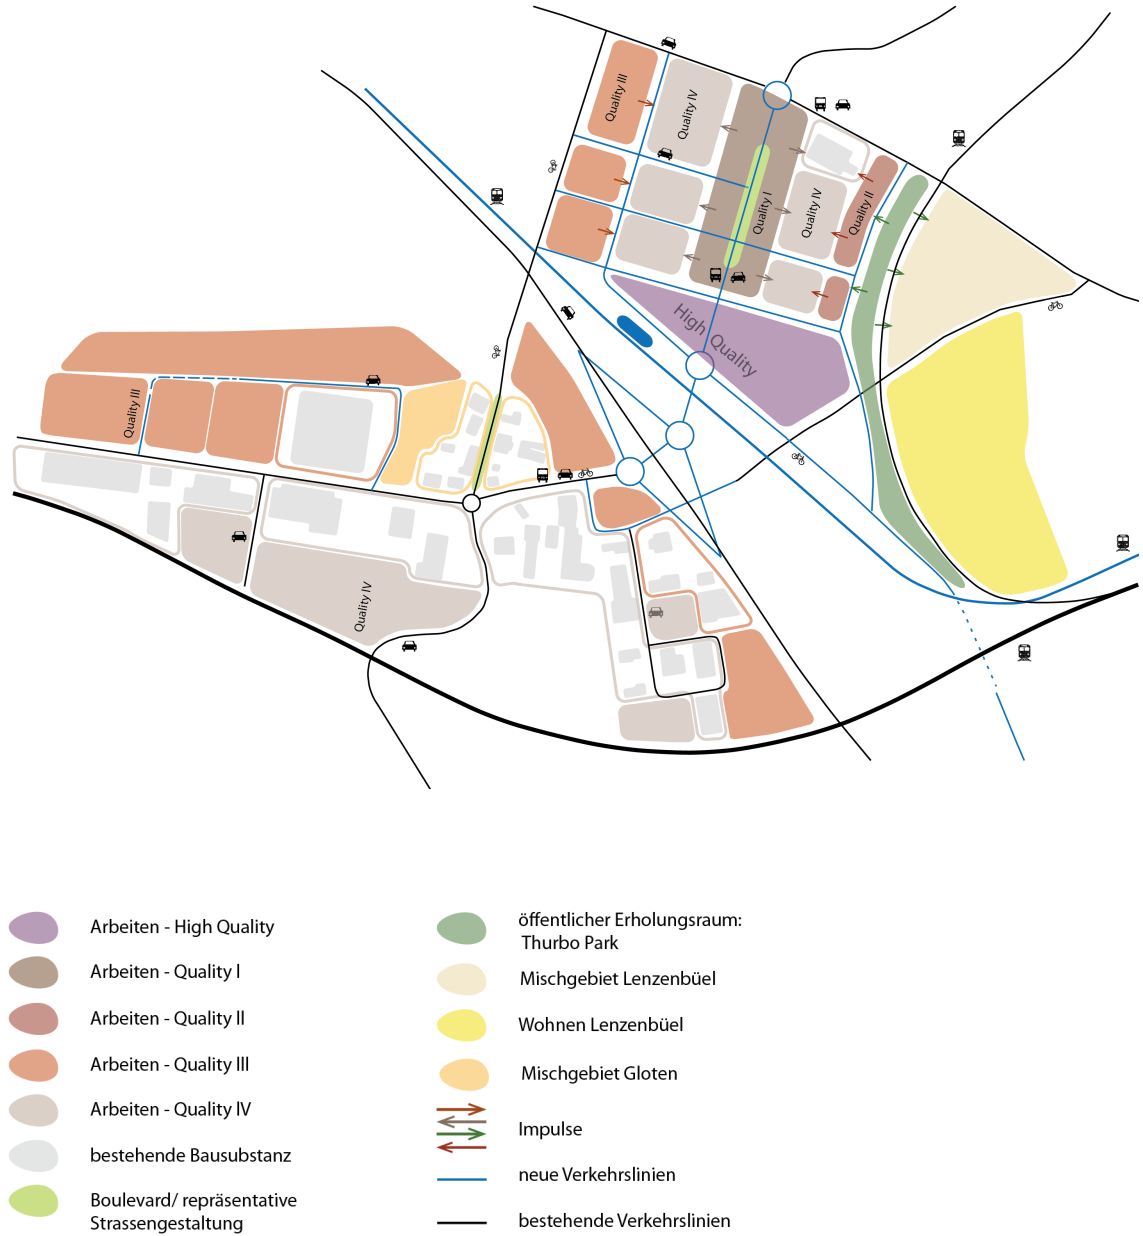 Quality III
Quality IV
Quality I
Quality IV
Quality II
High Quality
Quality III
Quality IV
Arbeiten - High Quality
Arbeiten - Quality I
Arbeiten - Quality II
Arbeiten - Quality III
Arbeiten - Quality IV
bestehende Bausubstanz
Boulevard/ repräsentative
Strassengestaltung
öffentlicher Erholungsraum:
Thurbo Park
Mischgebiet Lenzenbüel
Wohnen Lenzenbüel
Mischgebiet Gloten
Impulse
neue Verkehrslinien
bestehende Verkehrslinien